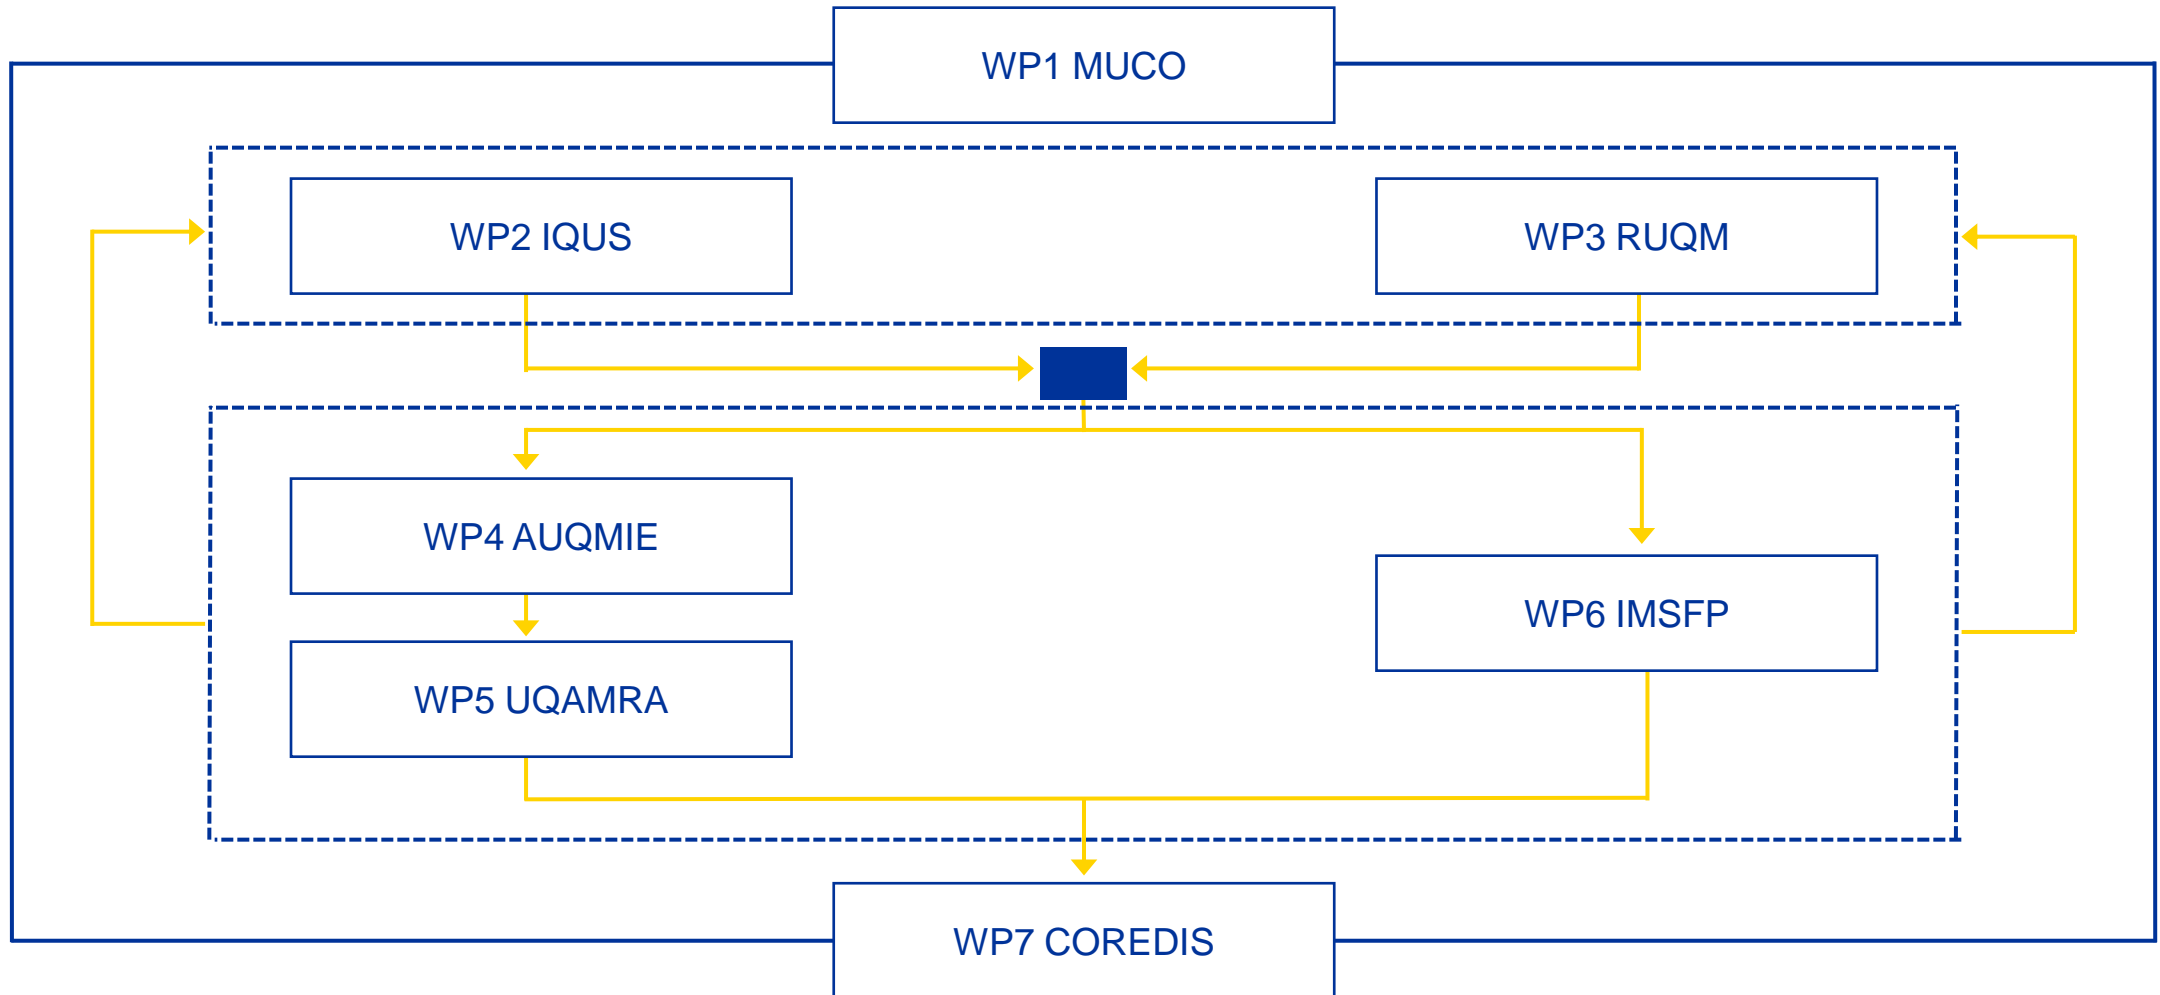 WP1 MUCO
WP2 IQUS
WP3 RUQM
WP4 AUQMIE
WP6 IMSFP
WP5 UQAMRA
WP7 COREDIS